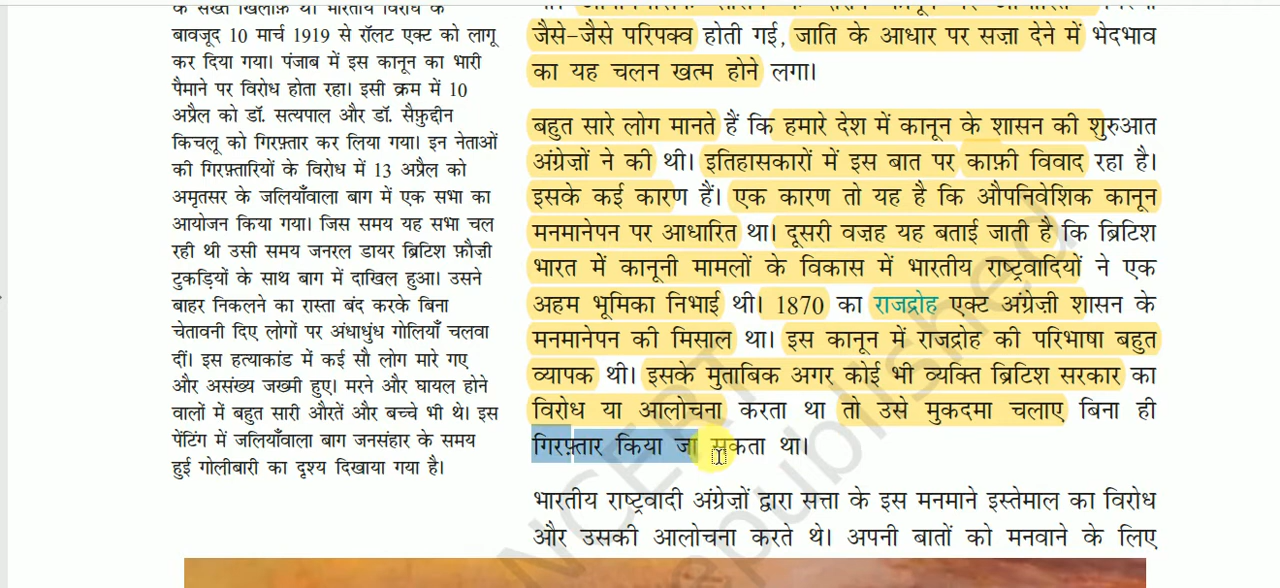 के सख्त खिलाफ़ थे। भारतीय विरोध के
बावजूद 10 मार्च 1919 से रॉलट एक्ट को लागू
कर दिया गया। पंजाब में इस कानून का भारी
पैमाने पर विरोध होता रहा। इसी क्रम में 10
अप्रैल को डॉ. सत्यपाल और डॉ. सैफ़ुद्दीन
किचलू को गिरफ़्तार कर लिया गया। इन नेताओं
की गिरफ़्तारियों के विरोध में 13 अप्रैल को
अमृतसर के जलियाँवाला बाग में एक सभा का
आयोजन किया गया। जिस समय यह सभा चल
रही थी उसी समय जनरल डायर ब्रिटिश फ़ौज़ी
टुकड़ियों के साथ बाग में दाखिल हुआ। उसने
बाहर निकलने का रास्ता बंद करके बिना
चेतावनी दिए लोगों पर अंधाधुंध गोलियाँ चलवा
दीं। इस हत्याकांड में कई सौ लोग मारे गए
और असंख्य जख्मी हुए। मरने और घायल होने
वालों में बहुत सारी औरतें और बच्चे भी थे। इस
पेंटिंग में जलियाँवाला बाग जनसंहार के समय
हुई गोलीबारी का दृश्य दिखाया गया है।
जैसे-जैसे परिपक्व होती गई, जाति के आधार पर सज़ा देने में भेदभाव
का यह चलन खत्म होने लगा।
बहुत सारे लोग मानते हैं कि हमारे देश में कानून के शासन की शुरुआत
अंग्रेज़ों ने की थी। इतिहासकारों में इस बात पर काफ़ी विवाद रहा है।
इसके कई कारण हैं। एक कारण तो यह है कि औपनिवेशिक कानून
मनमानेपन पर आधारित था। दूसरी वज़ह यह बताई जाती है कि ब्रिटिश
भारत में कानूनी मामलों के विकास में भारतीय राष्ट्रवादियों ने एक
अहम भूमिका निभाई थी। 1870 का राजद्रोह एक्ट अंग्रेज़ी शासन के
मनमानेपन की मिसाल था। इस कानून में राजद्रोह की परिभाषा बहुत
व्यापक थी। इसके मुताबिक अगर कोई भी व्यक्ति ब्रिटिश सरकार का
विरोध या आलोचना करता था तो उसे मुकदमा चलाए बिना ही
गिरफ़्तार किया जा सकता था।
भारतीय राष्ट्रवादी अंग्रेज़ों द्वारा सत्ता के इस मनमाने इस्तेमाल का विरोध
और उसकी आलोचना करते थे। अपनी बातों को मनवाने के लिए
NCERT
republished